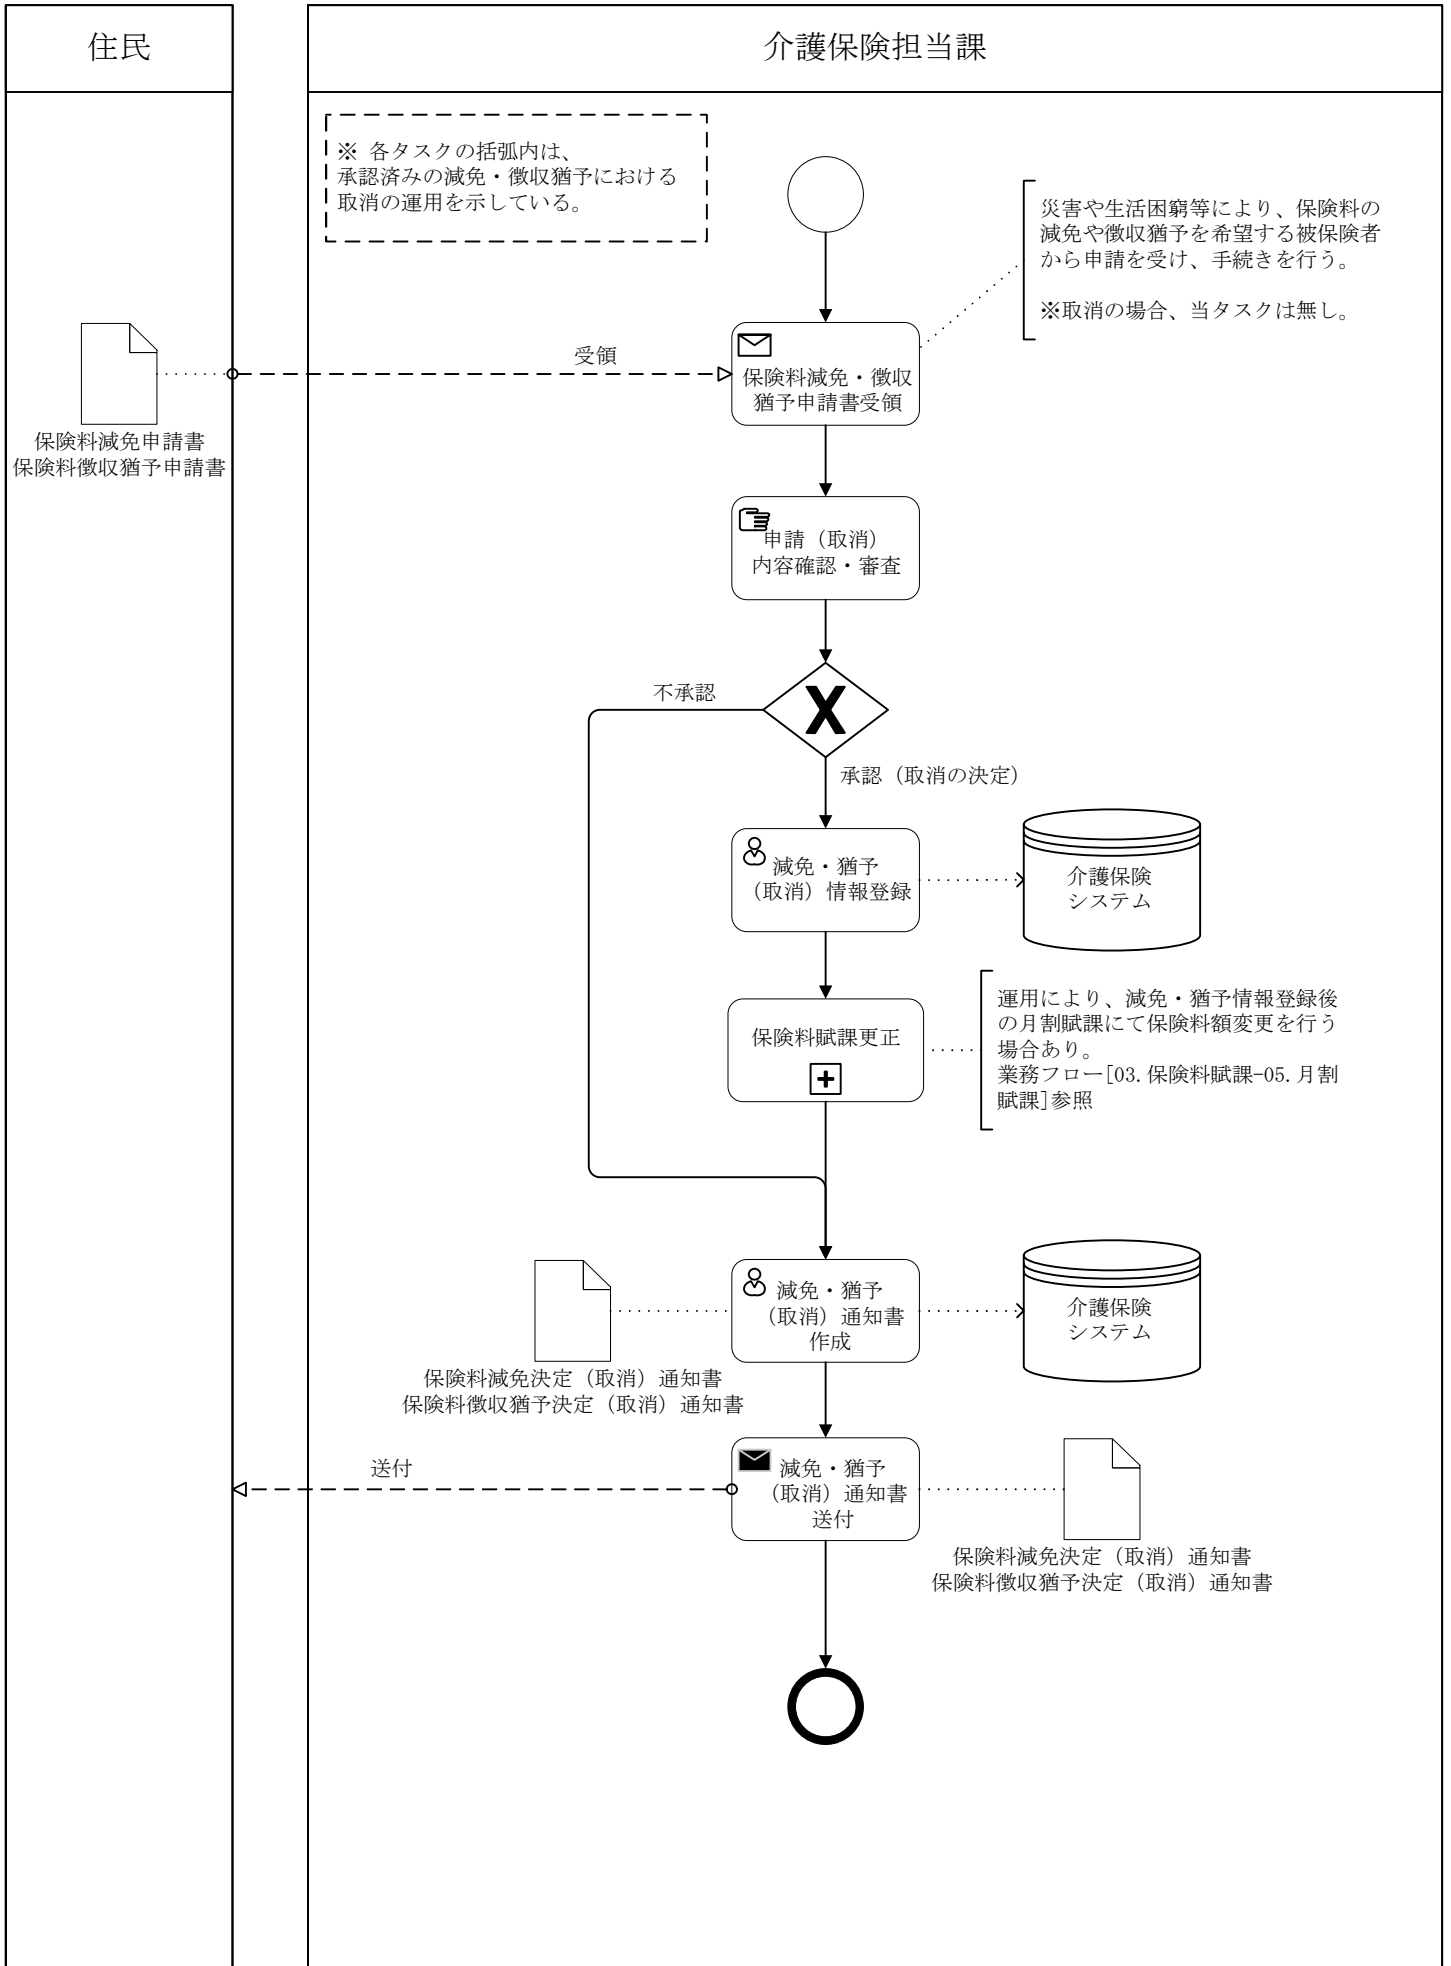 住民
介護保険担当課
※ 各タスクの括弧内は、
承認済みの減免・徴収猶予における
取消の運用を示している。
災害や生活困窮等により、保険料の
減免や徴収猶予を希望する被保険者
から申請を受け、手続きを行う。
※取消の場合、当タスクは無し。
受領
保険料減免・徴収
猶予申請書受領
保険料減免申請書
保険料徴収猶予申請書
申請（取消）
内容確認・審査
不承認
X
承認（取消の決定）
減免・猶予
（取消）情報登録
介護保険
システム
保険料賦課更正
運用により、減免・猶予情報登録後
の月割賦課にて保険料額変更を行う
場合あり。
業務フロー[03.保険料賦課-05.月割
賦課]参照
減免・猶予
（取消）通知書
作成
介護保険
システム
保険料減免決定（取消）通知書
保険料徴収猶予決定（取消）通知書
送付
減免・猶予
（取消）通知書
送付
保険料減免決定（取消）通知書
保険料徴収猶予決定（取消）通知書